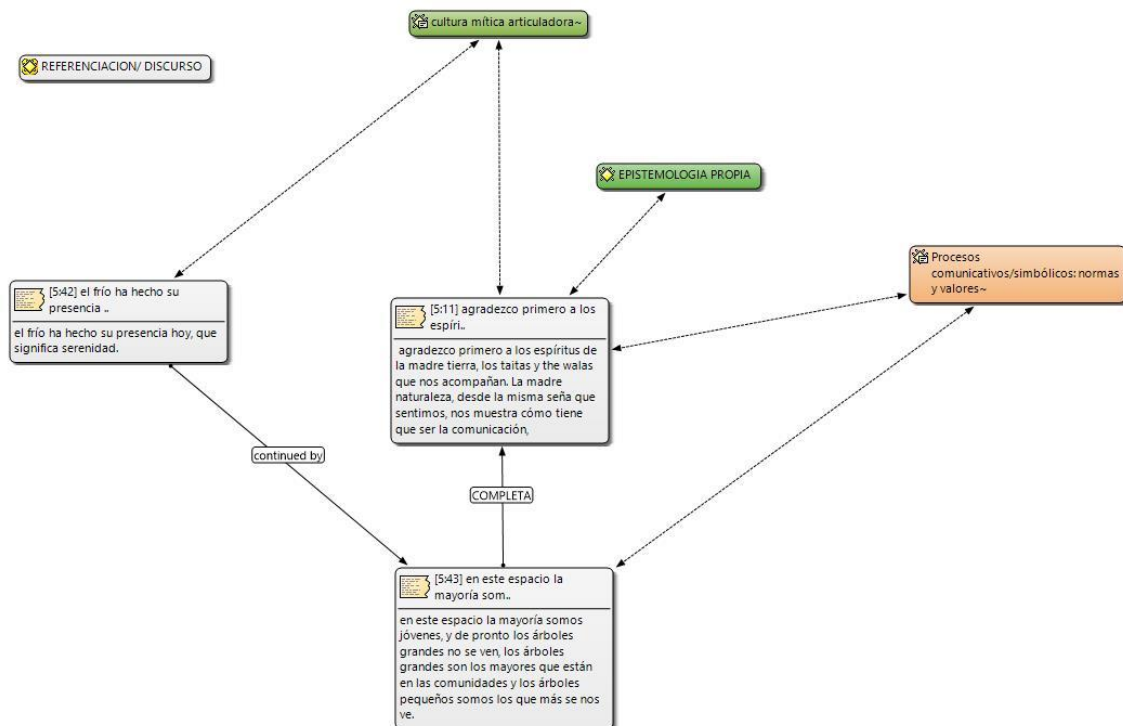 cultura mítica articuladora~
REFERENCIACION/ DISCURSO
EPISTEMOLOGIA PROPIA
Procesos
comunicativos/simbólicos: normas
y valores~
[5:42] el frío ha hecho su
presencia ..
el frío ha hecho su presencia hoy, que
significa serenidad.
[5:11] agradezco primero a los
espíri..
agradezco primero a los espíritus de
la madre tierra, los taitas y the walas
que nos acompañan. La madre
naturaleza, desde la misma seña que
sentimos, nos muestra cómo tiene
que ser la comunicación,
continued by
COMPLETA
[5:43] en este espacio la
mayoría som..
en este espacio la mayoría somos
jóvenes, y de pronto los árboles
grandes no se ven, los árboles
grandes son los mayores que están
en las comunidades y los árboles
pequeños somos los que más se nos
ve.